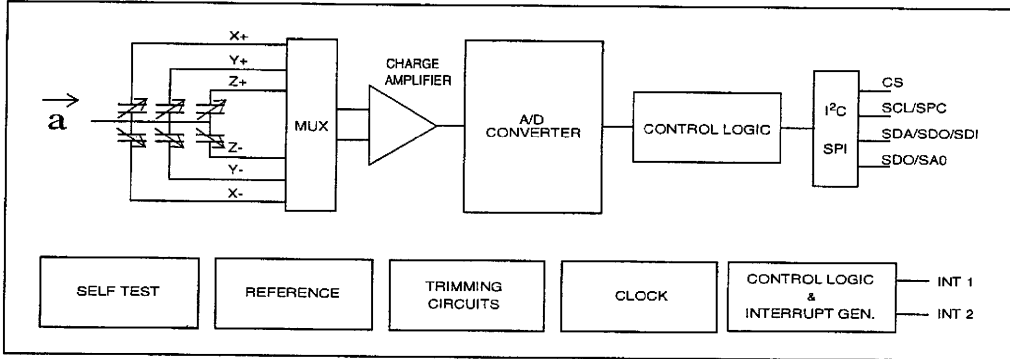 X+
Y+
Z+
CHARGE
AMPLIFIER
a
MUX
A/D
CONVERTER
CONTROL LOGIC
I²C
SPI
CS
SCL/SPC
SDA/SDO/SDI
SDO/SA0
Z-
Y-
X-
SELF TEST
REFERENCE
TRIMMING
CIRCUITS
CLOCK
CONTROL LOGIC
&
INTERRUPT GEN.
INT 1
INT 2